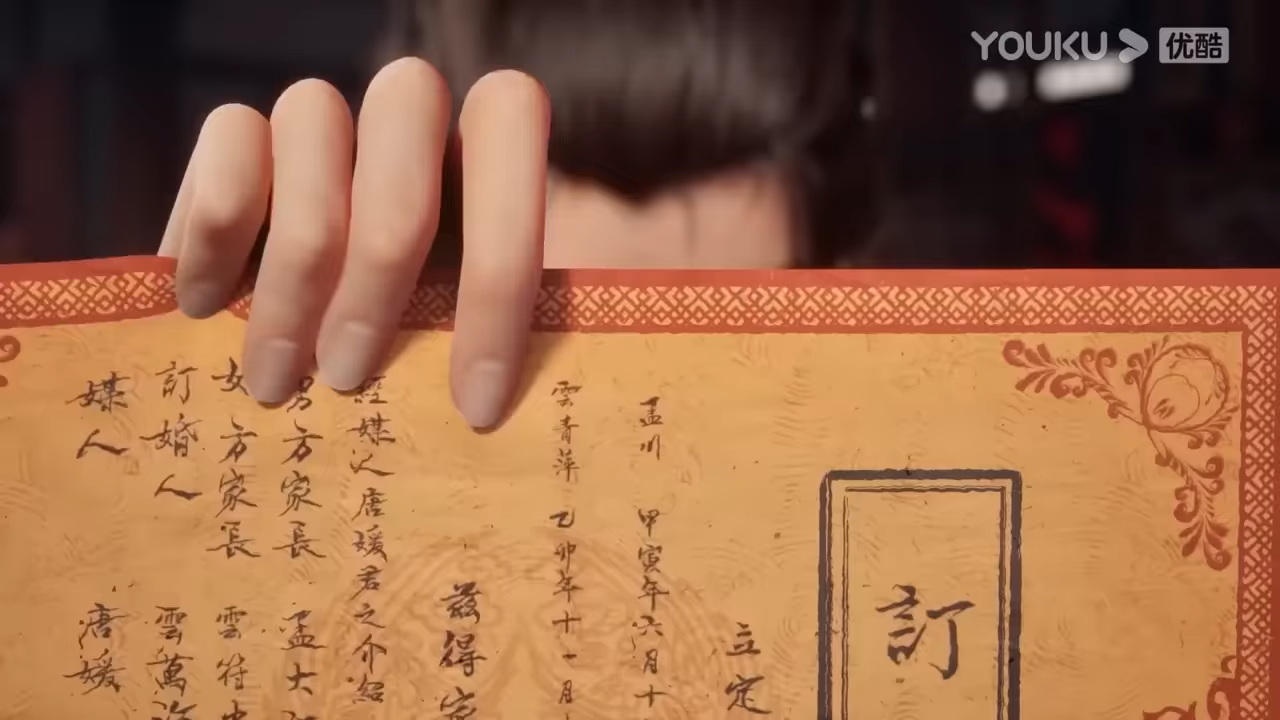 YOUKU 优酷
訂
立定
孟川 甲寅年六月十
雲青萍 乙卯年十一月
茲得家
經媒人唐媛君之介紹
男方家長 孟大
女方家長 雲符
訂婚人 雲萬
媒人 唐媛